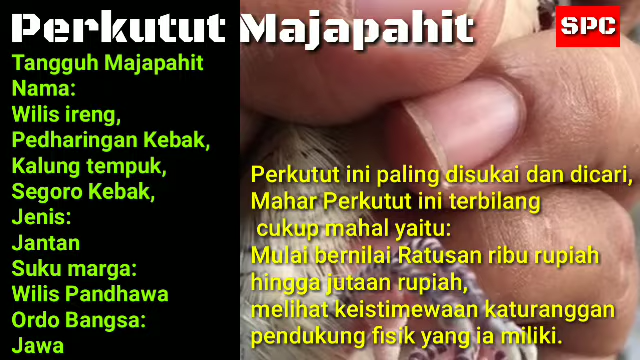 Perkutut Majapahit
SPC
Tangguh Majapahit
Nama:
Wilis ireng,
Pedharingan Kebak,
Kalung tempuk,
Segoro Kebak,
Jenis:
Jantan
Suku marga:
Wilis Pandhawa
Ordo Bangsa:
Jawa
Perkutut ini paling disukai dan dicari,
Mahar Perkutut ini terbilang
cukup mahal yaitu:
Mulai bernilai Ratusan ribu rupiah
hingga jutaan rupiah,
melihat keistimewaan katuranggan
pendukung fisik yang ia miliki.